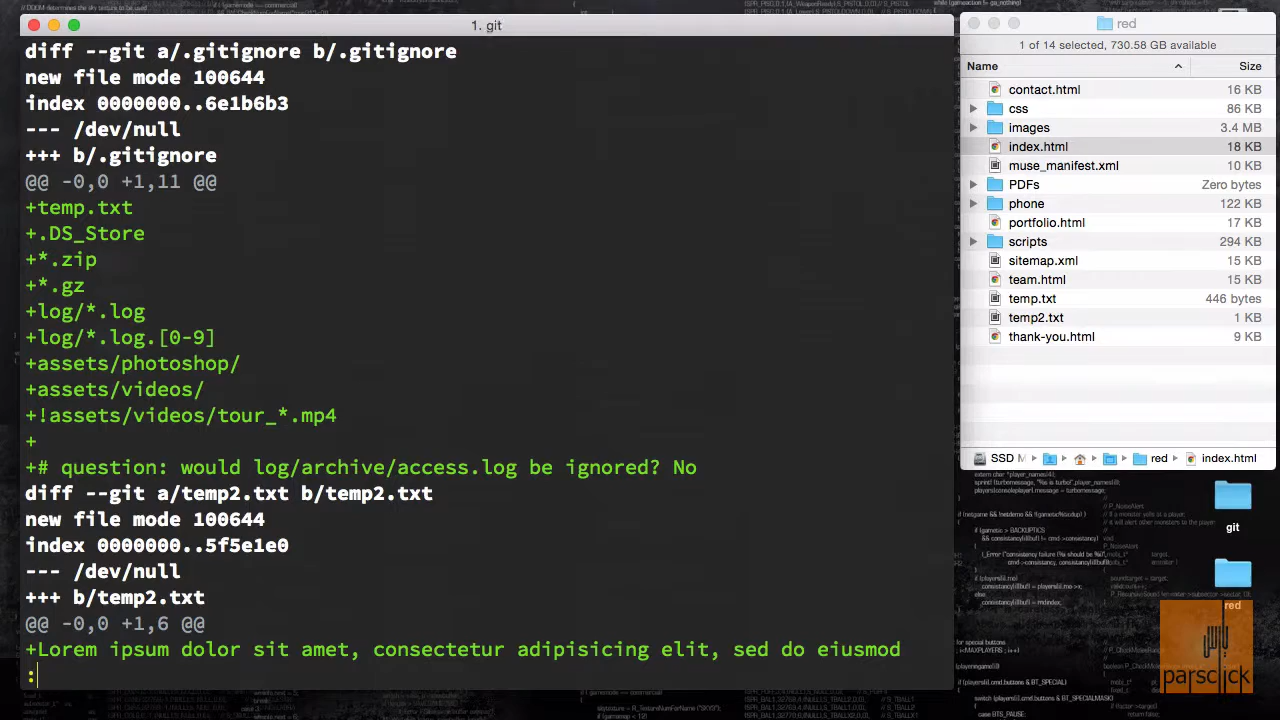 1. git
diff --git a/.gitignore b/.gitignore
new file mode 100644
index 0000000..6e1b6b3
--- /dev/null
+++ b/.gitignore
@@ -0,0 +1,11 @@
+temp.txt
+.DS_Store
+*.zip
+*.gz
+log/*.log
+log/*.log.[0-9]
+assets/photoshop/
+assets/videos/
+!assets/videos/tour_*.mp4
+
+# question: would log/archive/access.log be ignored? No
diff --git a/temp2.txt b/temp2.txt
new file mode 100644
index 0000000..5f5e1e0
--- /dev/null
+++ b/temp2.txt
@@ -0,0 +1,6 @@
+Lorem ipsum dolor sit amet, consectetur adipisicing elit, sed do eiusmod
:
red
1 of 14 selected, 730.58 GB available
Name Size
contact.html 16 KB
css 86 KB
images 3.4 MB
index.html 18 KB
muse_manifest.xml 10 KB
PDFs Zero bytes
phone 122 KB
portfolio.html 17 KB
scripts 294 KB
sitemap.xml 15 KB
team.html 15 KB
temp.txt 446 bytes
temp2.txt 1 KB
thank-you.html 9 KB
SSD red index.html
git
red
parsclick